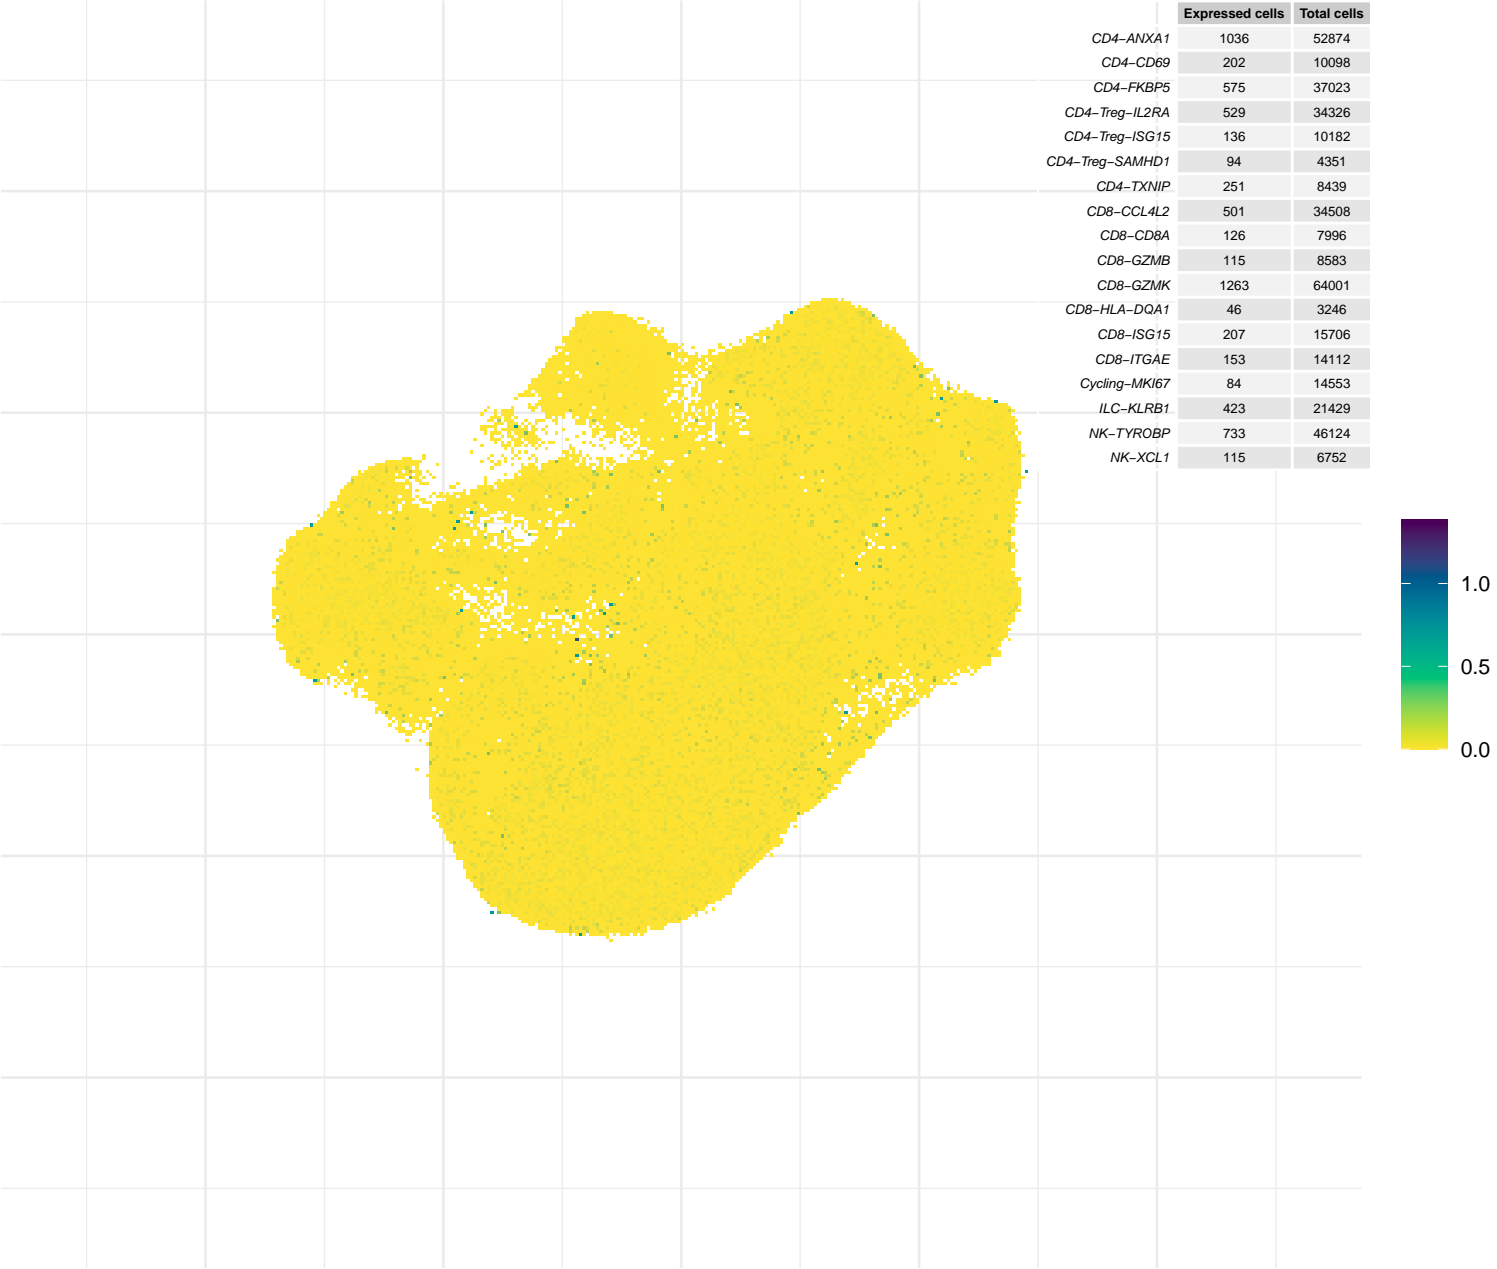 Expressed cells Total cells
CD4−ANXA1 1036 52874
CD4−CD69 202 10098
CD4−FKBP5 575 37023
CD4−Treg−IL2RA 529 34326
CD4−Treg−ISG15 136 10182
CD4−Treg−SAMHD1 94 4351
CD4−TXNIP 251 8439
CD8−CCL4L2 501 34508
CD8−CD8A 126 7996
CD8−GZMB 115 8583
CD8−GZMK 1263 64001
CD8−HLA−DQA1 46 3246
CD8−ISG15 207 15706
CD8−ITGAE 153 14112
Cycling−MKI67 84 14553
ILC−KLRB1 423 21429
NK−TYROBP 733 46124
NK−XCL1 115 6752
1.0
0.5
0.0